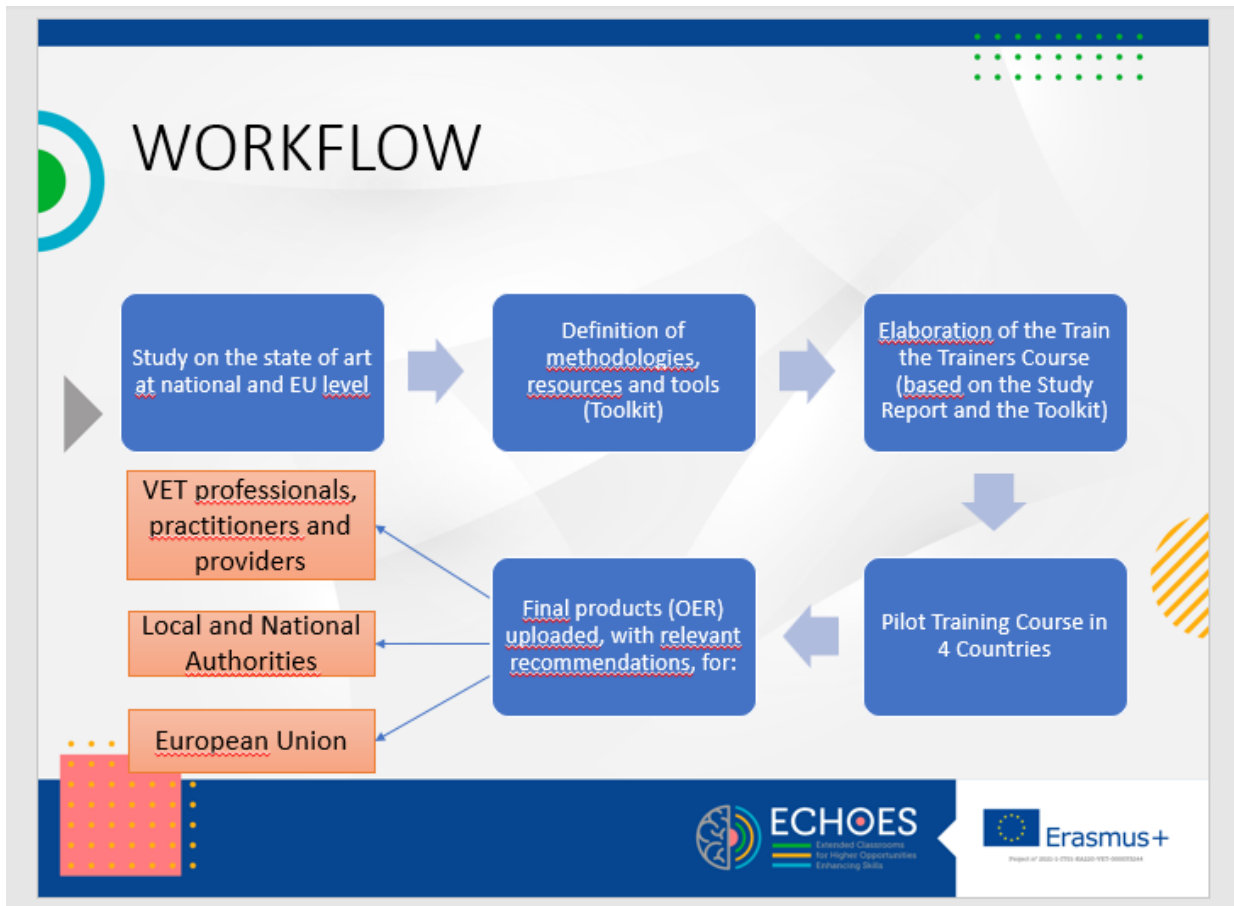 WORKFLOW
Study on the state of art
at national and EU level
Definition of
methodologies,
resources and tools
(Toolkit)
Elaboration of the Train
the Trainers Course
(based on the Study
Report and the Toolkit)
Pilot Training Course in
4 Countries
Final products (OER)
uploaded, with relevant
recommendations, for:
VET professionals,
practitioners and
providers
Local and National
Authorities
European Union
ECHOES
Extended Classrooms
for Higher Opportunities
Enhancing Skills
Erasmus+